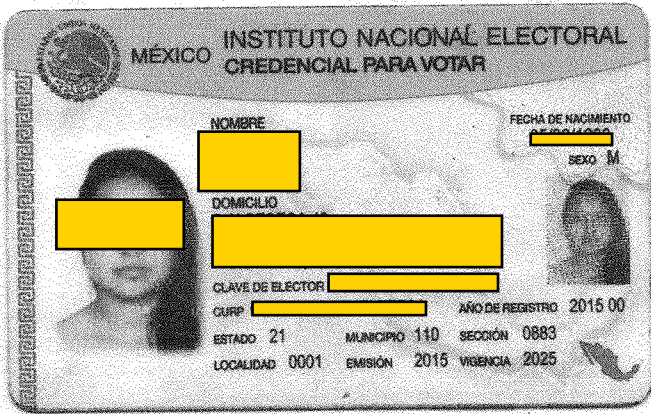 MÉXICO INSTITUTO NACIONAL ELECTORAL
CREDENCIAL PARA VOTAR
NOMBRE
FECHA DE NACIMIENTO
SEXO M
DOMICILIO
CLAVE DE ELECTOR
CURP
AÑO DE REGISTRO 2015 00
ESTADO 21 MUNICIPIO 110 SECCIÓN 0883
LOCALIDAD 0001 EMISIÓN 2015 VIGENCIA 2025